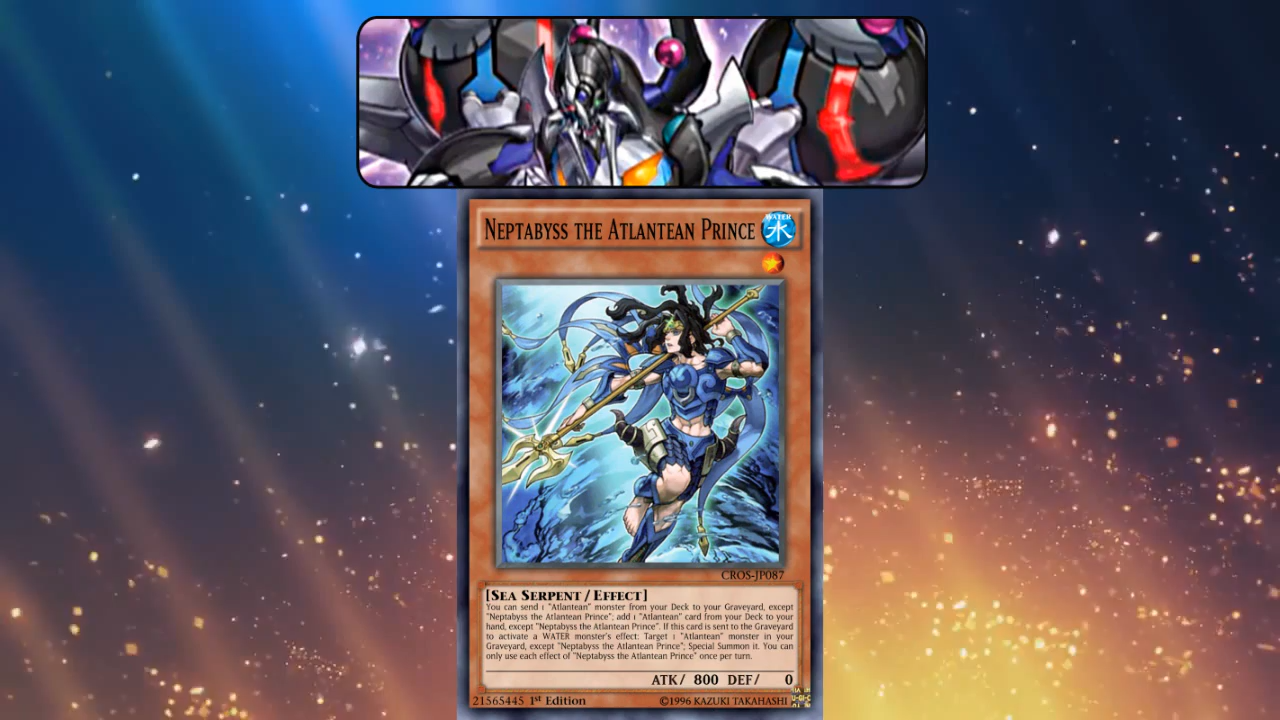 Neptabyss the Atlantean Prince
WATER
水
CROS-JP087
[Sea Serpent / Effect]
You can send 1 "Atlantean" monster from your Deck to your Graveyard, except
"Neptabyss the Atlantean Prince"; add 1 "Atlantean" card from your Deck to your
hand, except "Neptabyss the Atlantean Prince". If this card is sent to the Graveyard
to activate a WATER monster's effect: Target 1 "Atlantean" monster in your
Graveyard, except "Neptabyss the Atlantean Prince"; Special Summon it. You can
only use each effect of "Neptabyss the Atlantean Prince" once per turn.
ATK/ 800 DEF/ 0
21565445 1st Edition ©1996 KAZUKI TAKAHASHI